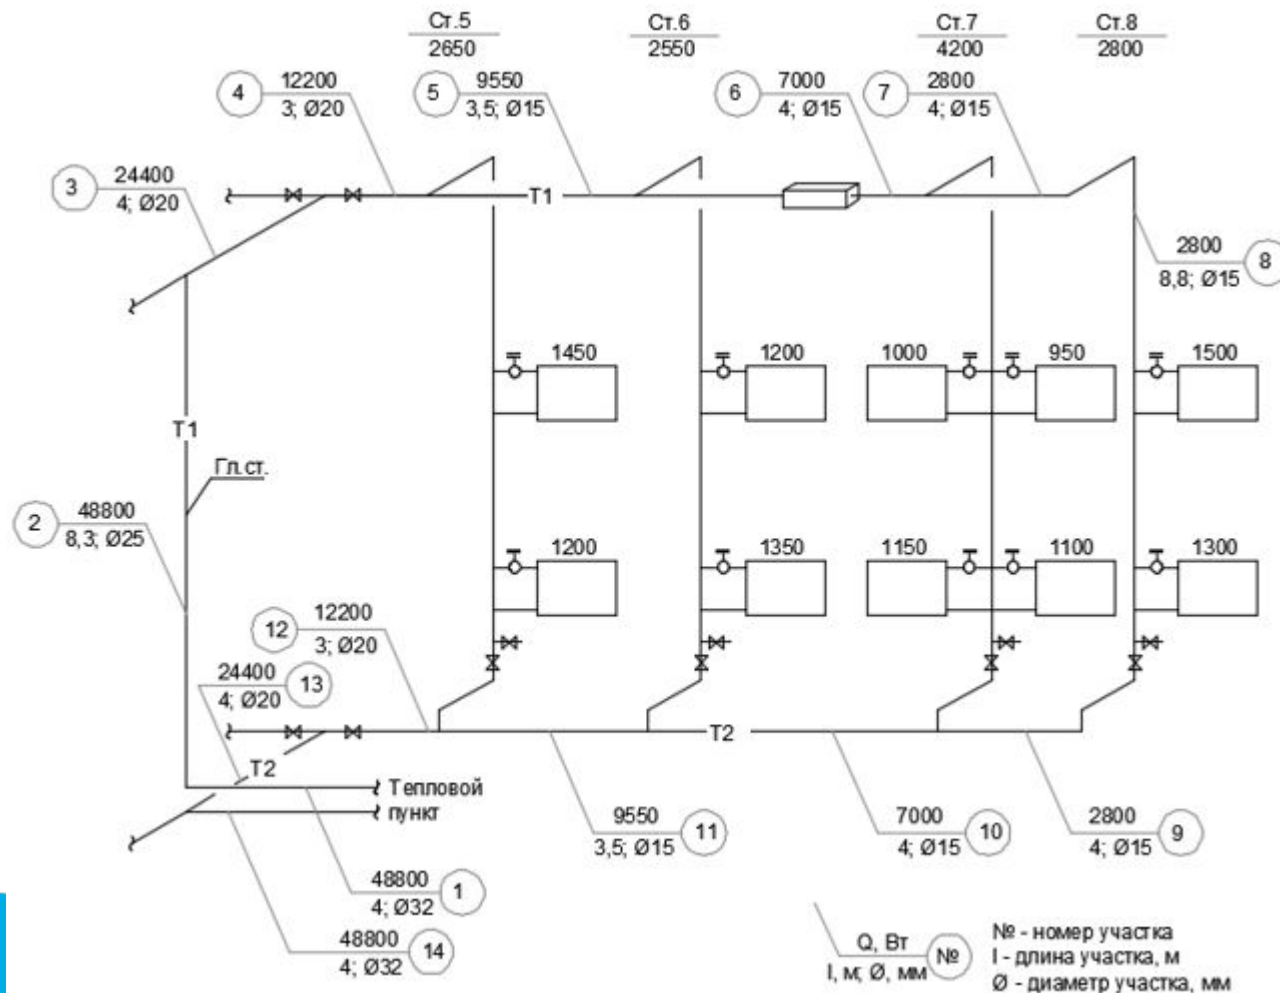 Ст.5
2650
Ст.6
2550
Ст.7
4200
Ст.8
2800
4
12200
3; Ø20
5
9550
3,5; Ø15
6
7000
4; Ø15
7
2800
4; Ø15
3
24400
4; Ø20
Т1
2800
8,8; Ø15
8
1450
1200
1000
950
1500
Т1
Гл.ст.
2
48800
8,3; Ø25
1200
1350
1150
1100
1300
12
12200
3; Ø20
24400
4; Ø20
13
Т2
Т2
Тепловой
пункт
9550
3,5; Ø15
11
7000
4; Ø15
10
2800
4; Ø15
9
48800
4; Ø32
1
48800
4; Ø32
14
Q, Вт
l, м; Ø, мм
№
№ - номер участка
l - длина участка, м
Ø - диаметр участка, мм